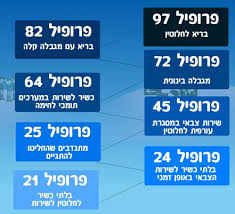 פרופיל 97
בריא לחלוטין
פרופיל 82
בריא עם מגבלה קלה
פרופיל 72
מגבלה בינונית
פרופיל 64
כשיר לשירות במערכים
תומכי לחימה
פרופיל 45
שירות צבאי במסגרת
עורפית לחלוטין
פרופיל 25
מתנדבים שהחליטו
להתגייס
פרופיל 24
בלתי כשיר לשירות
הצבאי באופן זמני
פרופיל 21
בלתי כשיר
לשירות לחלוטין